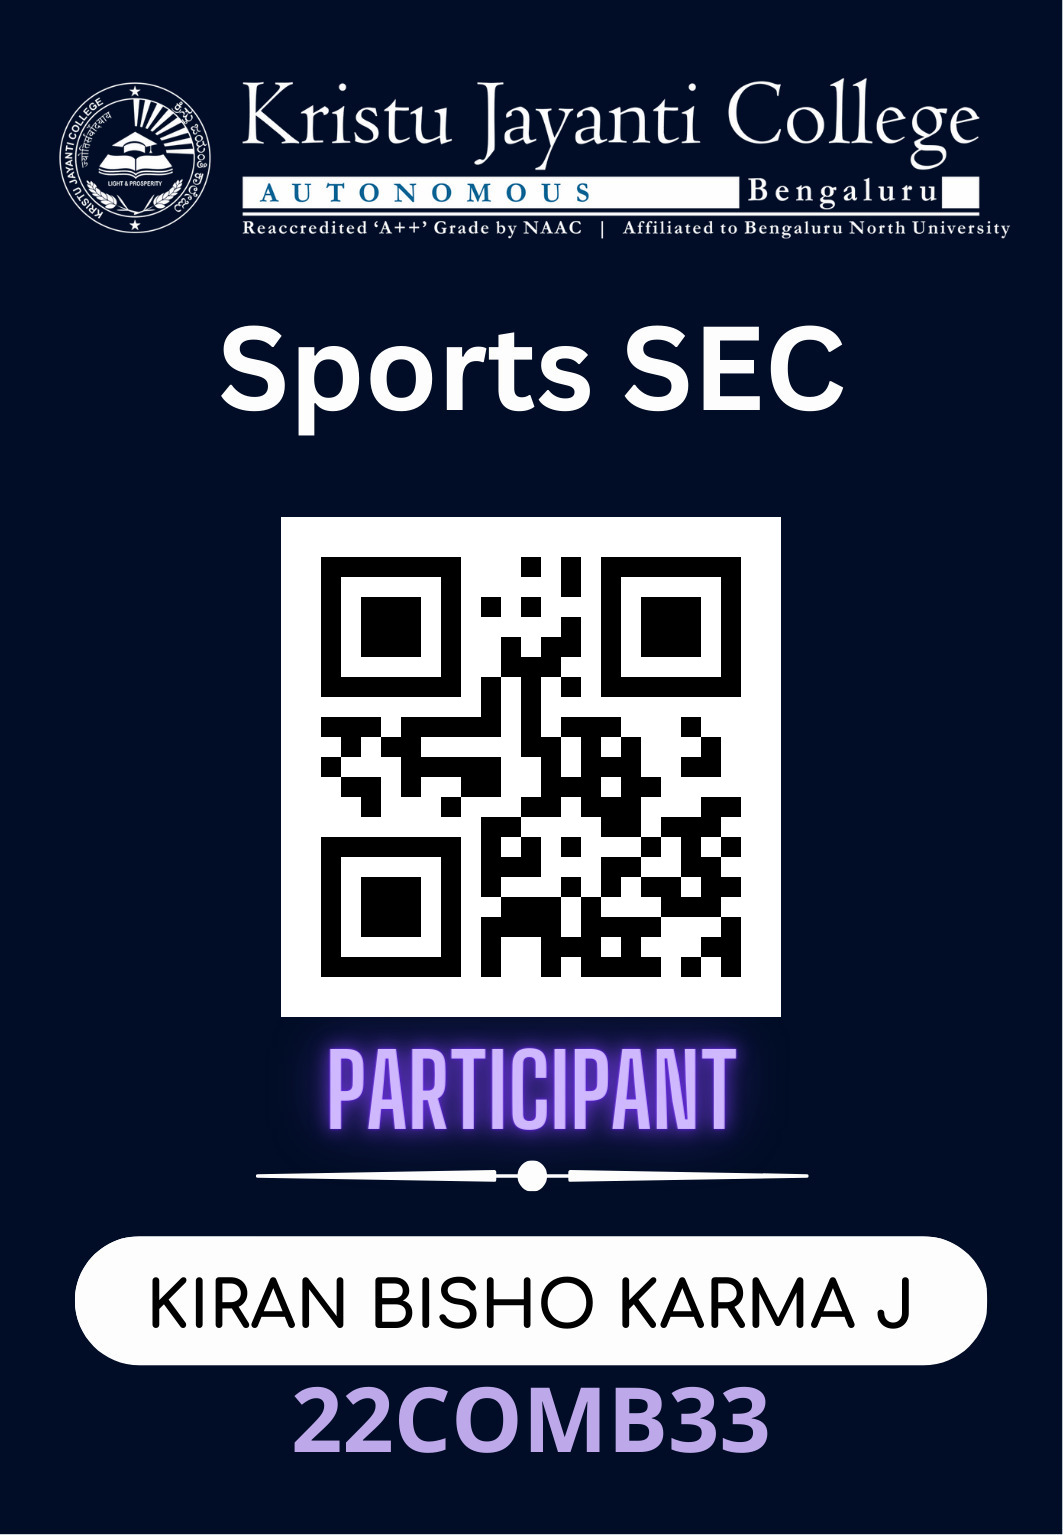 Kristu Jayanti College
AUTONOMOUS Bengaluru
Reaccredited 'A++' Grade by NAAC | Affiliated to Bengaluru North University
KRISTU JAYANTI COLLEGE
LIGHT & PROSPERITY
Sports SEC
PARTICIPANT
KIRAN BISHO KARMA J
22COMB33